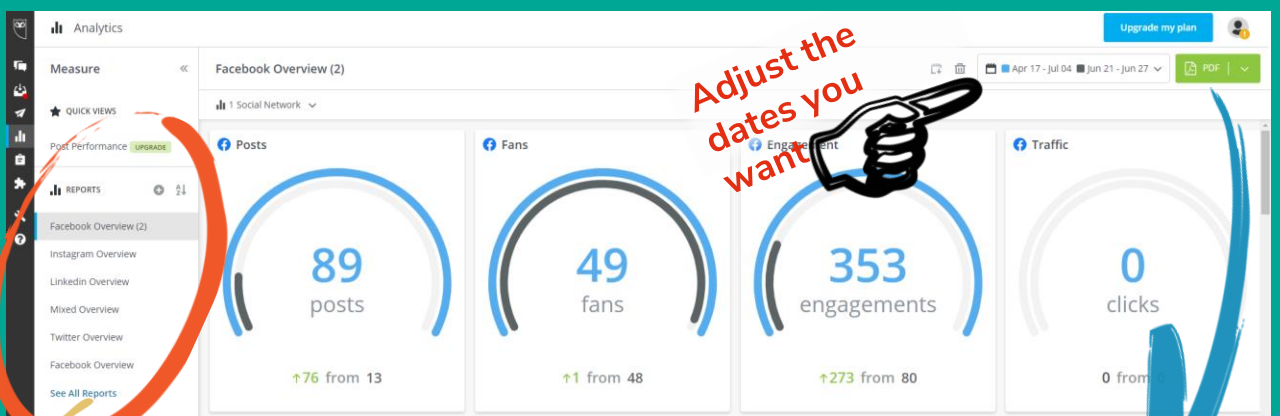 Analytics
Upgrade my plan
Measure
Facebook Overview (2)
Apr 17 - Jul 04 Jun 21 - Jun 27
PDF
Adjust the
dates you
want
QUICK VIEWS
1 Social Network
Post Performance UPGRADE
Posts
Fans
Engagement
Traffic
REPORTS
Facebook Overview (2)
Instagram Overview
Linkedin Overview
Mixed Overview
Twitter Overview
Facebook Overview
See All Reports
89
posts
↑76 from 13
49
fans
↑1 from 48
353
engagements
↑273 from 80
0
clicks
0 from